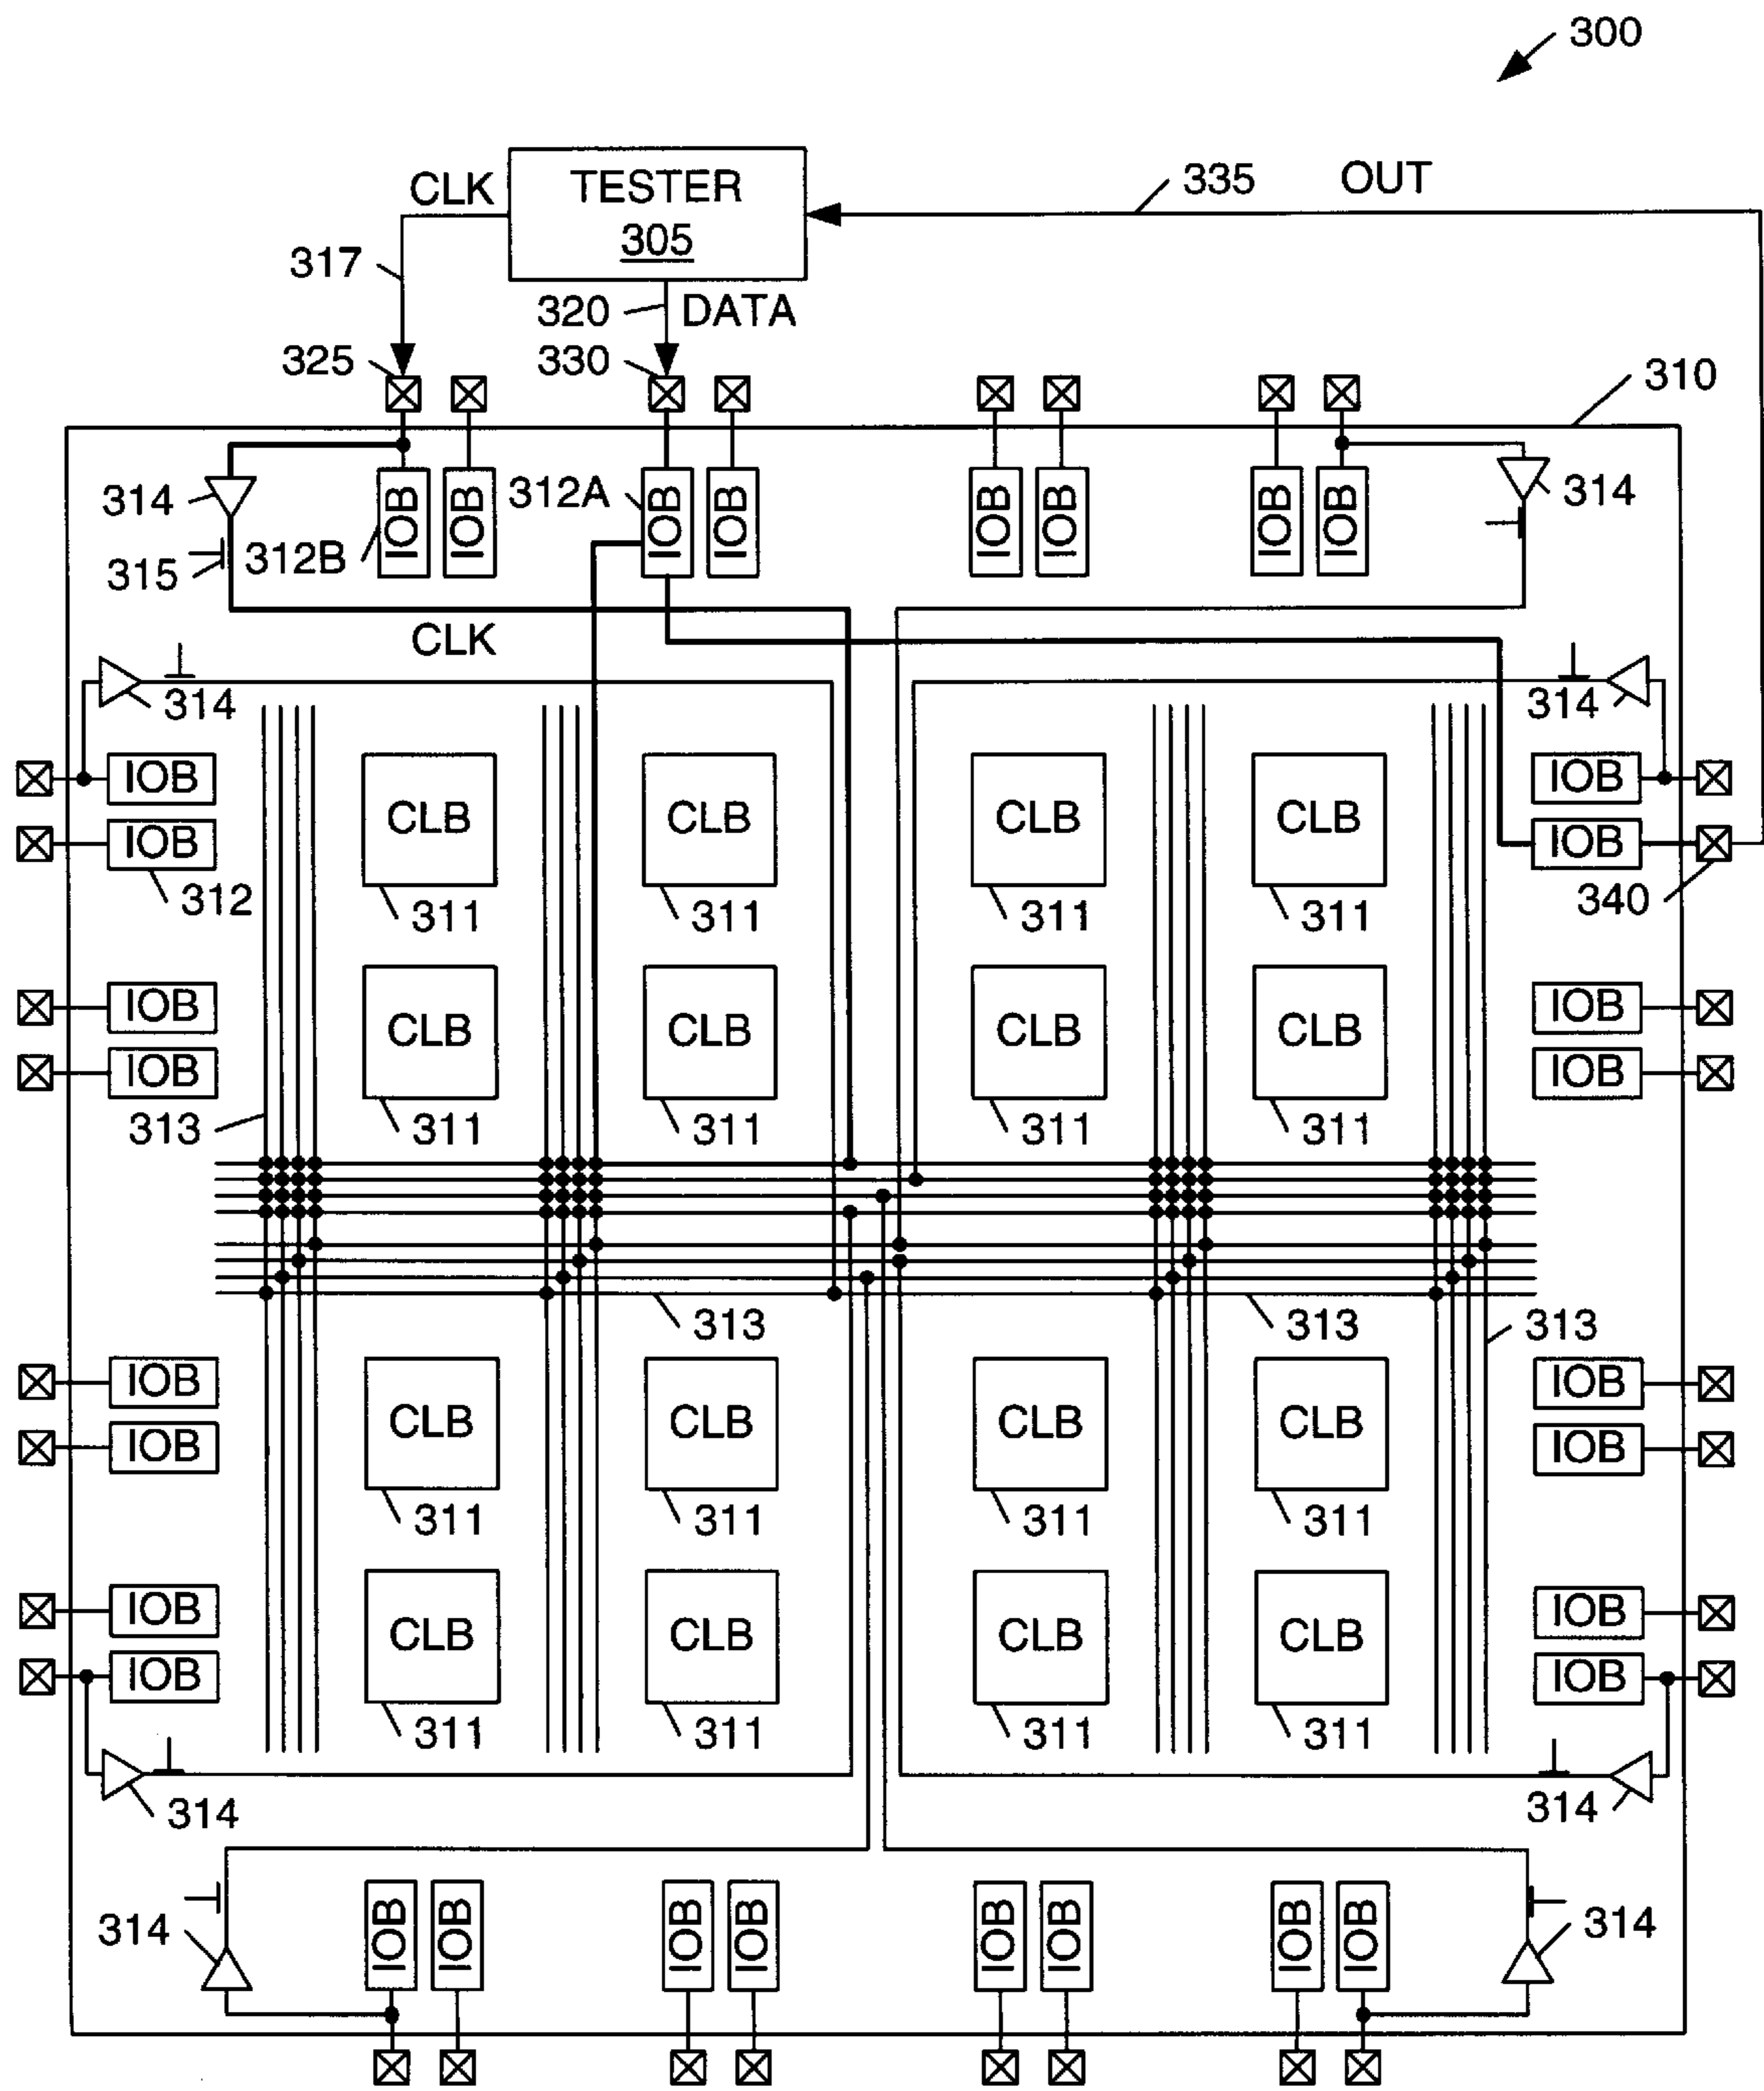 300
CLK
TESTER
305
335
OUT
317
320
DATA
325
330
310
314
312B
IOB
IOB
312A
IOB
IOB
IOB
IOB
IOB
IOB
314
315
CLK
314
314
IOB
CLB
CLB
CLB
CLB
IOB
IOB
IOB
312
311
311
311
311
340
IOB
CLB
CLB
CLB
CLB
IOB
IOB
IOB
313
311
311
311
311
313
313
313
IOB
CLB
CLB
CLB
CLB
IOB
IOB
IOB
311
311
311
311
IOB
CLB
CLB
CLB
CLB
IOB
IOB
IOB
311
311
311
311
314
314
314
IOB
IOB
IOB
IOB
IOB
IOB
IOB
IOB
314